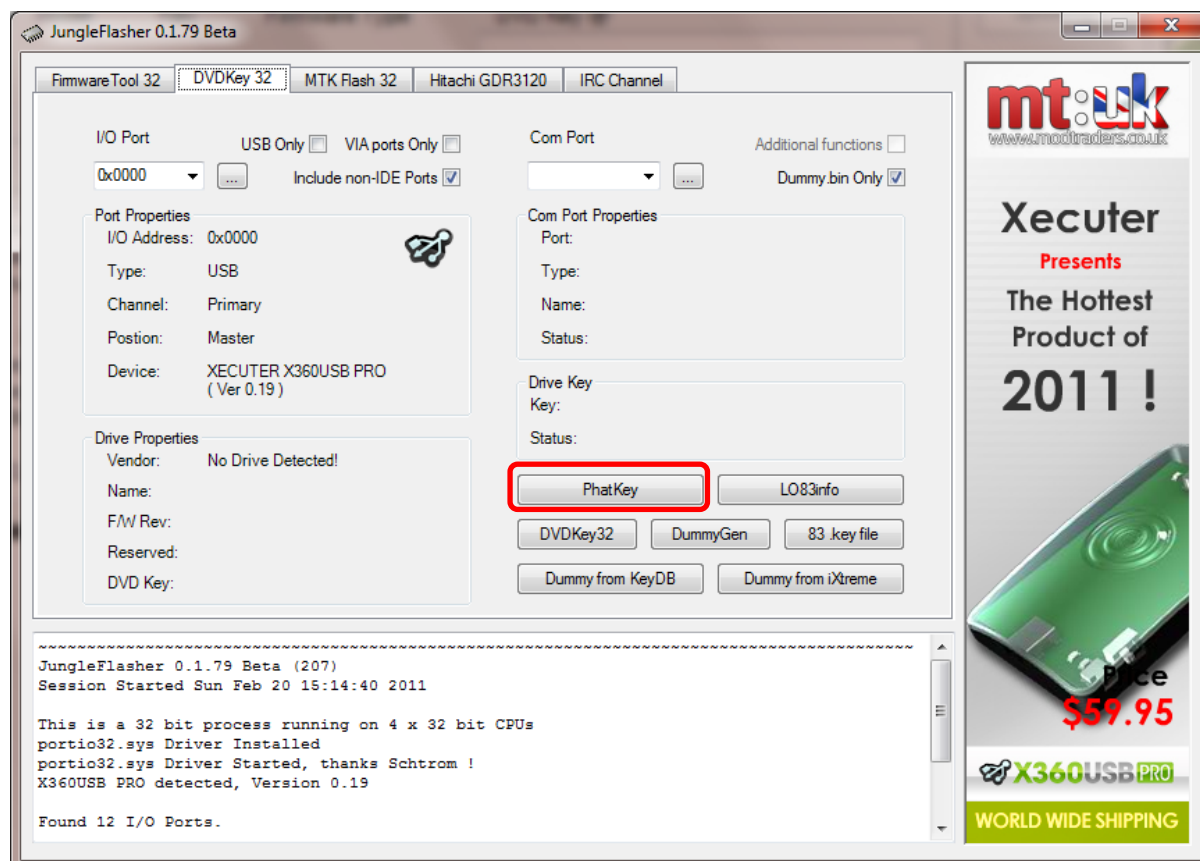 JungleFlasher 0.1.79 Beta
FirmwareTool 32
DVDKey 32
MTK Flash 32
Hitachi GDR3120
IRC Channel
I/O Port
USB Only
VIA ports Only
0x0000
...
Include non-IDE Ports
Port Properties
I/O Address: 0x0000
Type: USB
Channel: Primary
Postion: Master
Device: XECUTER X360USB PRO
( Ver 0.19 )
Drive Properties
Vendor: No Drive Detected!
Name:
F/W Rev:
Reserved:
DVD Key:
Com Port
Additional functions
...
Dummy.bin Only
Com Port Properties
Port:
Type:
Name:
Status:
Drive Key
Key:
Status:
PhatKey
LO83info
DVDKey32
DummyGen
83 .key file
Dummy from KeyDB
Dummy from iXtreme
~~~~~~~~~~~~~~~~~~~~~~~~~~~~~~~~~~~~~~~~~~~~~~~~~~~~~~~~~~~~~~~~~~~~~~~~~~~~~~~~~~~~~~~~~~
JungleFlasher 0.1.79 Beta (207)
Session Started Sun Feb 20 15:14:40 2011
This is a 32 bit process running on 4 x 32 bit CPUs
portio32.sys Driver Installed
portio32.sys Driver Started, thanks Schtrom !
X360USB PRO detected, Version 0.19
Found 12 I/O Ports.
mt:uk
www.modtraders.co.uk
Xecuter
Presents
The Hottest
Product of
2011 !
Price
$59.95
X360USB PRO
WORLD WIDE SHIPPING